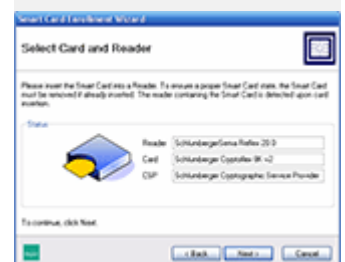 Smart Card Enrollment Wizard
Select Card and Reader
Please insert the Smart Card into a Reader. To ensure a proper Smart Card state, the Smart Card
must be removed if already inserted. The reader containing the Smart Card is detected upon card
insertion.
Status
Reader SchlumbergerSema Reflex 20 0
Card Schlumberger Cryptoflex 8K v2
CSP Schlumberger Cryptographic Service Provider
To continue, click Next.
< Back Next > Cancel